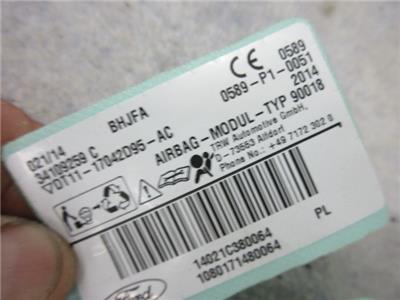 021/14
BHJFA
0589
34109259 C
0589-P1-0051
DT11-17042D95-AC
2014
AIRBAG-MODUL-TYP 90018
TRW Automotive GmbH,
D - 73553 Alfdorf
Phone No.: +49 7172 302 0
14021C380064
1080171480064
PL
Ford